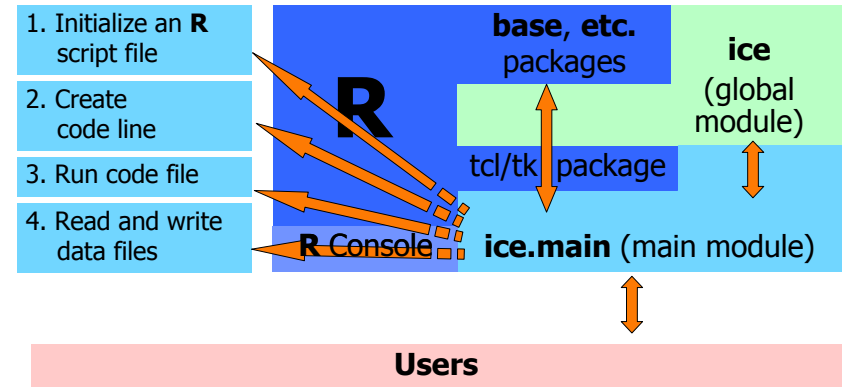 1. Initialize an R
script file
2. Create
code line
3. Run code file
4. Read and write
data files
R
base, etc.
packages
ice
(global
module)
tcl/tk package
R Console
ice.main (main module)
Users